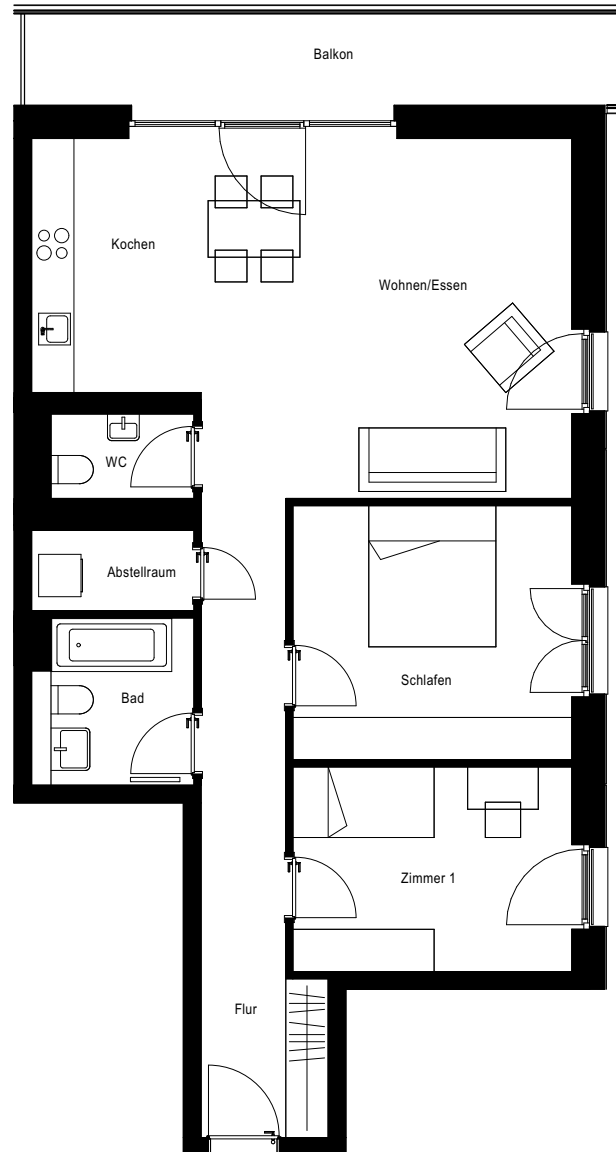 Balkon
Kochen
Wohnen/Essen
WC
Abstellraum
Schlafen
Bad
Zimmer 1
Flur